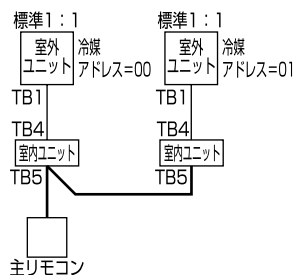 標準1：1
室外
ユニット
冷媒
アドレス=00
TB1
TB4
室内ユニット
TB5
標準1：1
室外
ユニット
冷媒
アドレス=01
TB1
TB4
室内ユニット
TB5
主リモコン